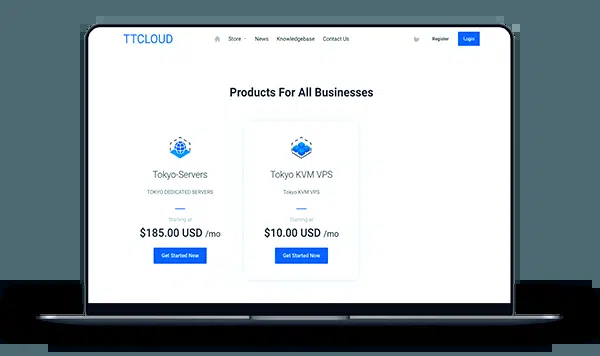 TTCLOUD
Store News Knowledgebase Contact Us Register Login
Products For All Businesses
Tokyo-Servers
TOKYO DEDICATED SERVERS
Starting at
$185.00 USD /mo
Get Started Now
Tokyo KVM VPS
Tokyo KVM VPS
Starting at
$10.00 USD /mo
Get Started Now